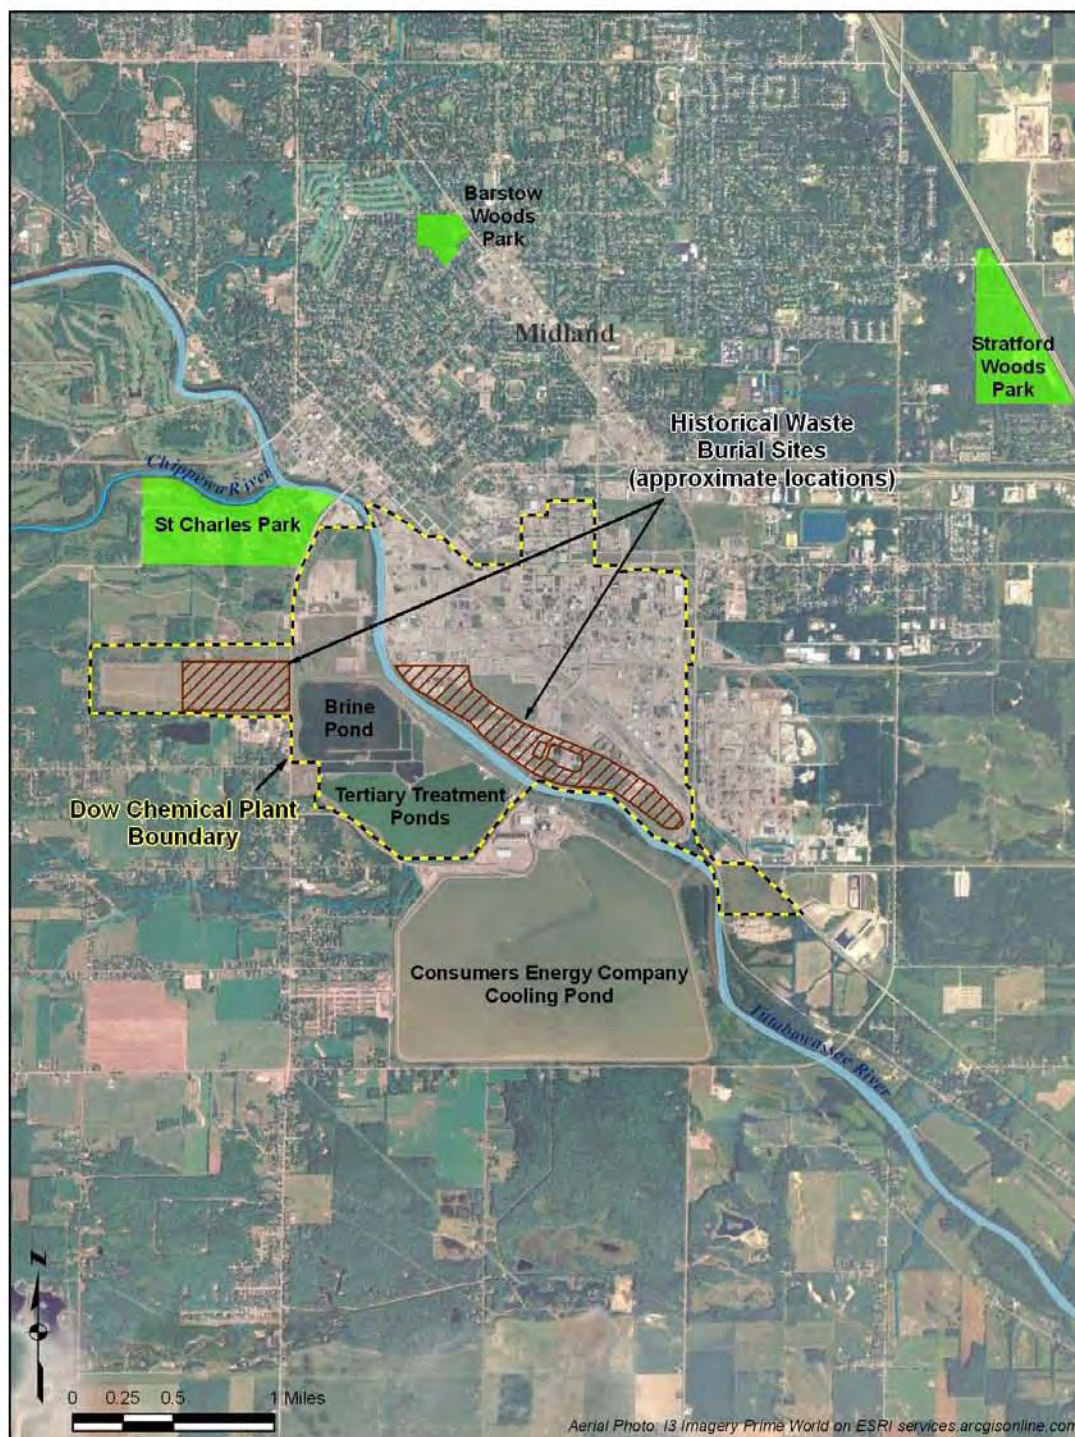 Barstow
Woods
Park
Midland
Stratford
Woods
Park
Historical Waste
Burial Sites
(approximate locations)
Chippewa River
St Charles Park
Brine
Pond
Tertiary Treatment
Ponds
Dow Chemical Plant
Boundary
Consumers Energy Company
Cooling Pond
Tittabawassee River
Z
0 0.25 0.5 1 Miles
Aerial Photo: I3 Imagery Prime World on ESRI services.arcgisonline.com